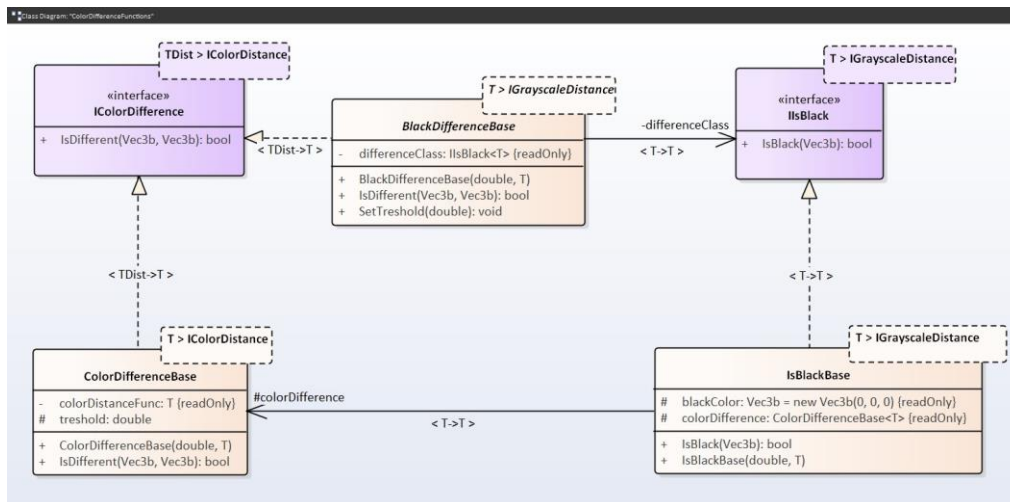 Class Diagram: "ColorDifferenceFunctions"
TDist > IColorDistance
«interface»
IColorDifference
+ IsDifferent(Vec3b, Vec3b): bool
T > IGrayscaleDistance
BlackDifferenceBase
- differenceClass: IIsBlack<T> {readOnly}
+ BlackDifferenceBase(double, T)
+ IsDifferent(Vec3b, Vec3b): bool
+ SetTreshold(double): void
T > IGrayscaleDistance
«interface»
IIsBlack
+ IsBlack(Vec3b): bool
< TDist->T >
-differenceClass
< T->T >
< TDist->T >
< T->T >
T > IColorDistance
ColorDifferenceBase
- colorDistanceFunc: T {readOnly}
# treshold: double
+ ColorDifferenceBase(double, T)
+ IsDifferent(Vec3b, Vec3b): bool
#colorDifference
< T->T >
T > IGrayscaleDistance
IsBlackBase
# blackColor: Vec3b = new Vec3b(0, 0, 0) {readOnly}
# colorDifference: ColorDifferenceBase<T> {readOnly}
+ IsBlack(Vec3b): bool
+ IsBlackBase(double, T)